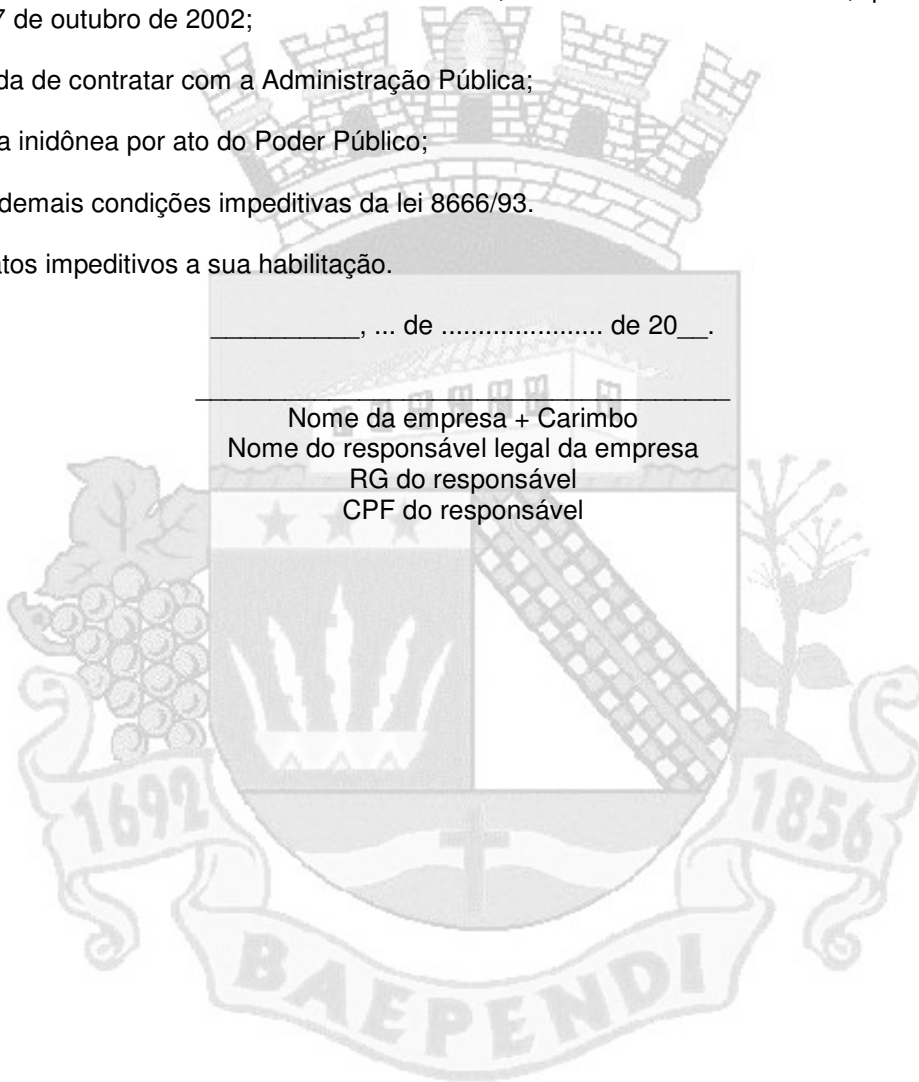 7 de outubro de 2002;
da de contratar com a Administração Pública;
a inidônea por ato do Poder Público;
demais condições impeditivas da lei 8666/93.
atos impeditivos a sua habilitação.
__________, ... de ...................... de 20__.
____________________________________
Nome da empresa + Carimbo
Nome do responsável legal da empresa
RG do responsável
CPF do responsável
1692
1856
BAEPENDI